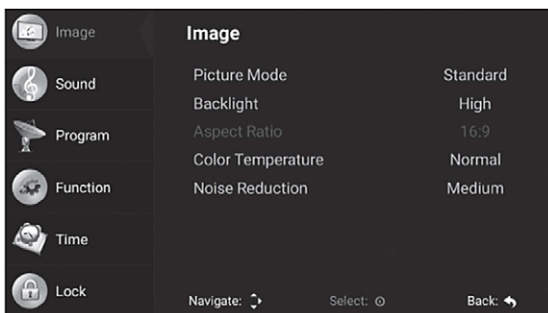 Image
Sound
Program
Function
Time
Lock
Image
Picture Mode Standard
Backlight High
Aspect Ratio 16:9
Color Temperature Normal
Noise Reduction Medium
Navigate: Select: Back: